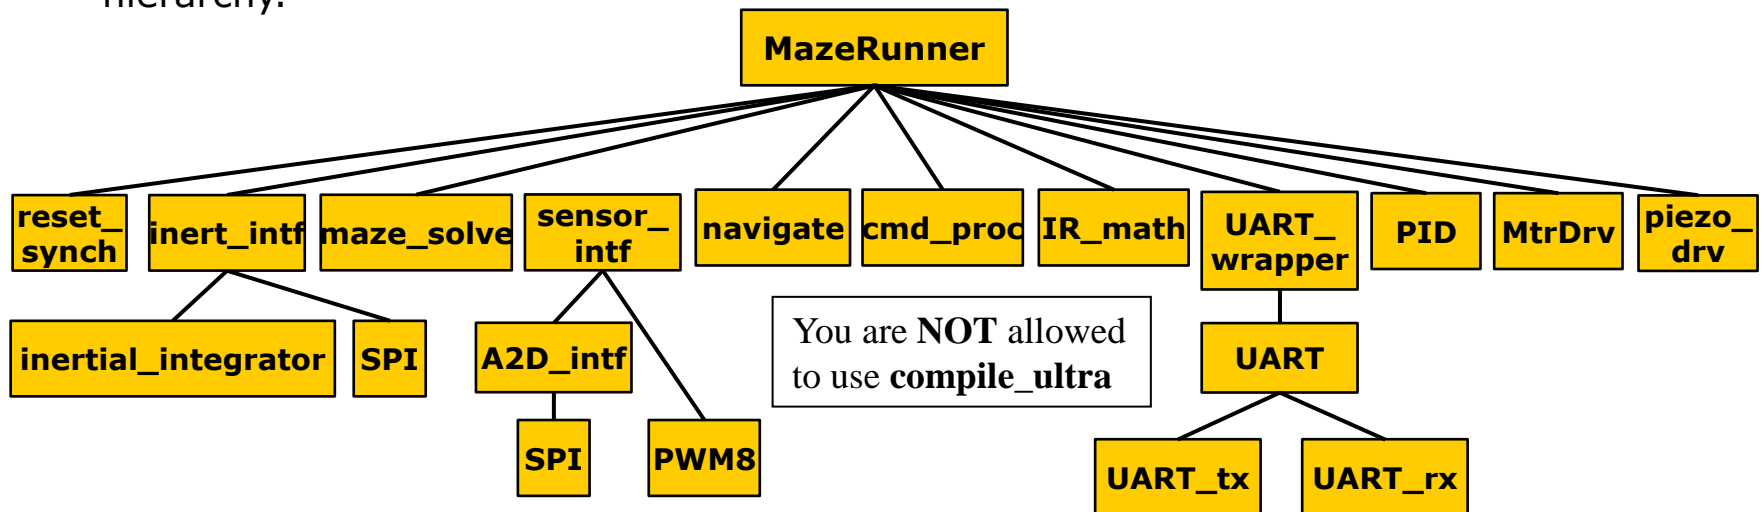 hierarchy.
MazeRunner
reset_
synch
inert_intf
maze_solve
sensor_
intf
navigate
cmd_proc
IR_math
UART_
wrapper
PID
MtrDrv
piezo_
drv
inertial_integrator
SPI
A2D_intf
You are NOT allowed
to use compile_ultra
UART
SPI
PWM8
UART_tx
UART_rx